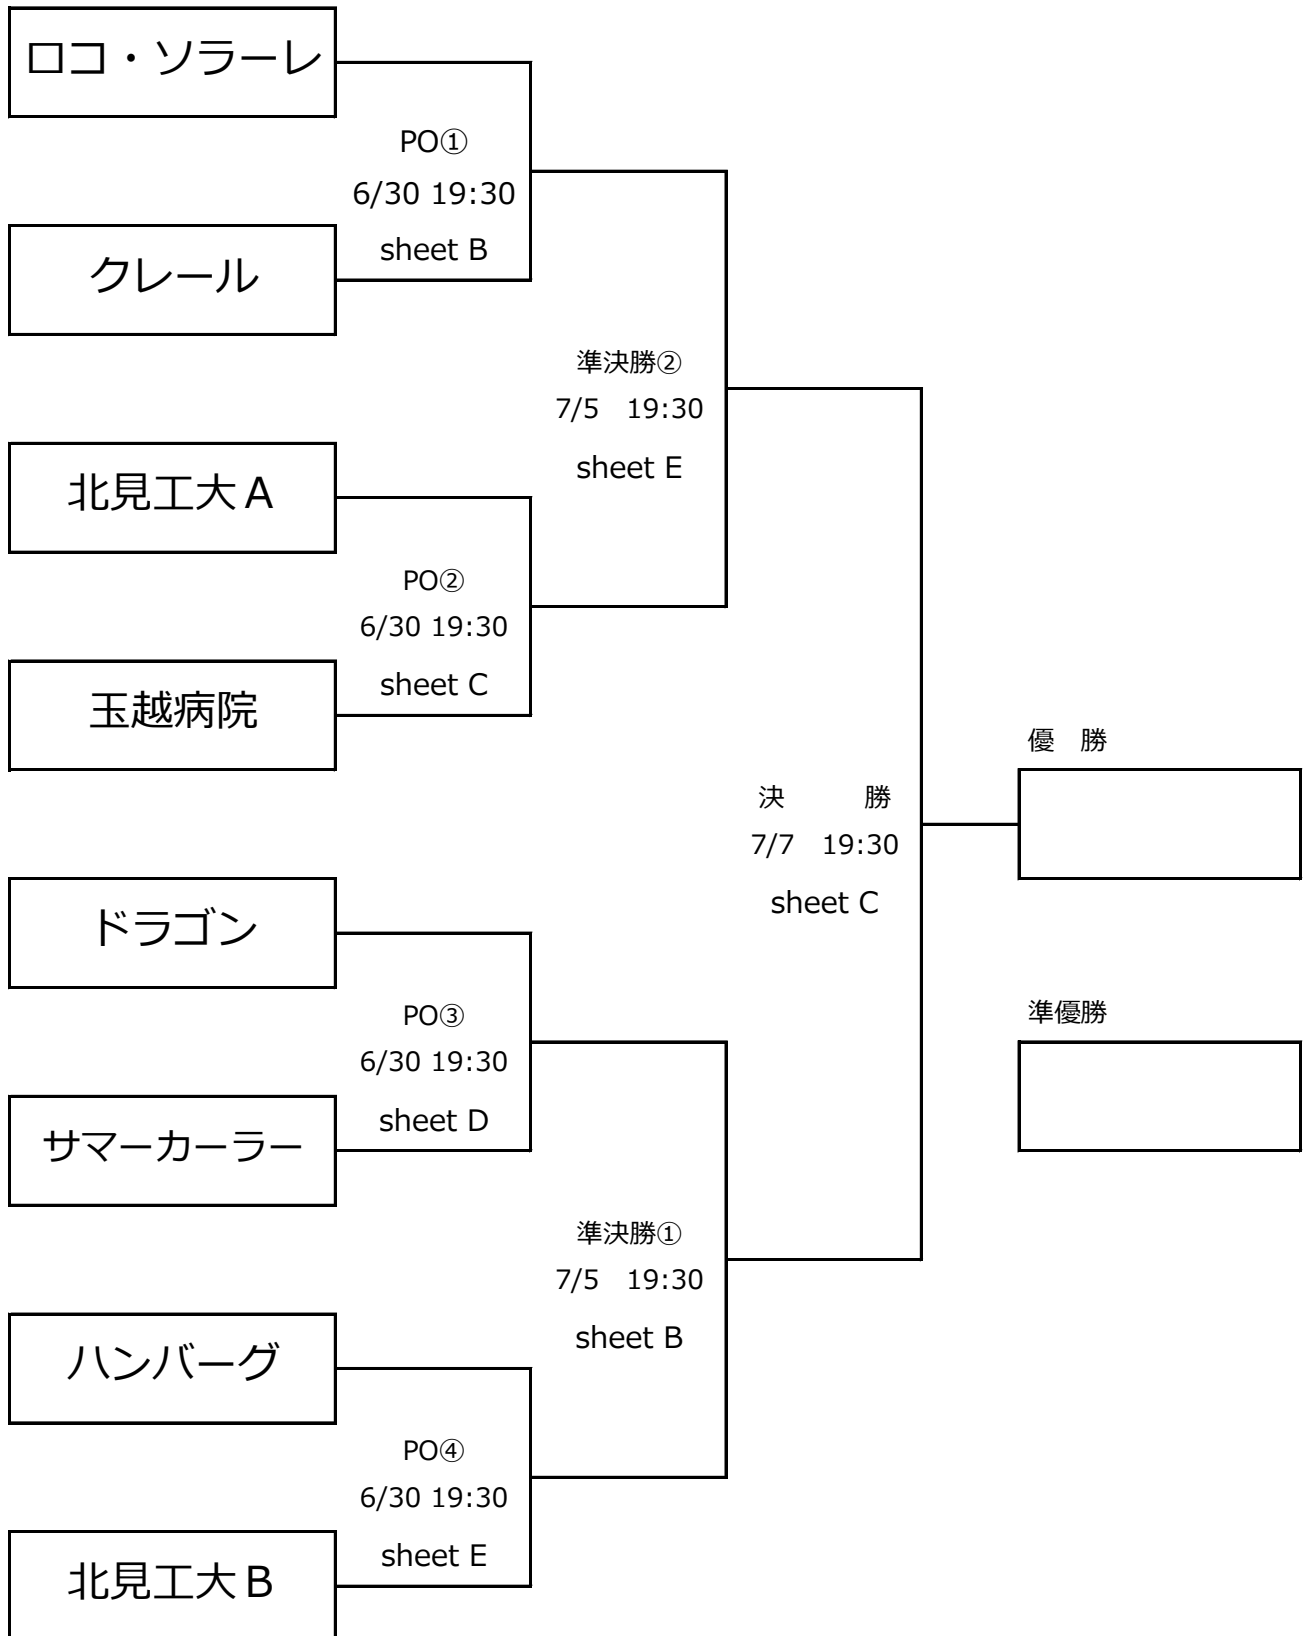 ロコ・ソラーレ
PO①
6/30 19:30
sheet B
クレール
準決勝②
7/5 19:30
sheet E
北見工大A
PO②
6/30 19:30
sheet C
玉越病院
優 勝
決 勝
7/7 19:30
sheet C
ドラゴン
PO③
6/30 19:30
sheet D
準優勝
サマーカーラー
準決勝①
7/5 19:30
sheet B
ハンバーグ
PO④
6/30 19:30
sheet E
北見工大B